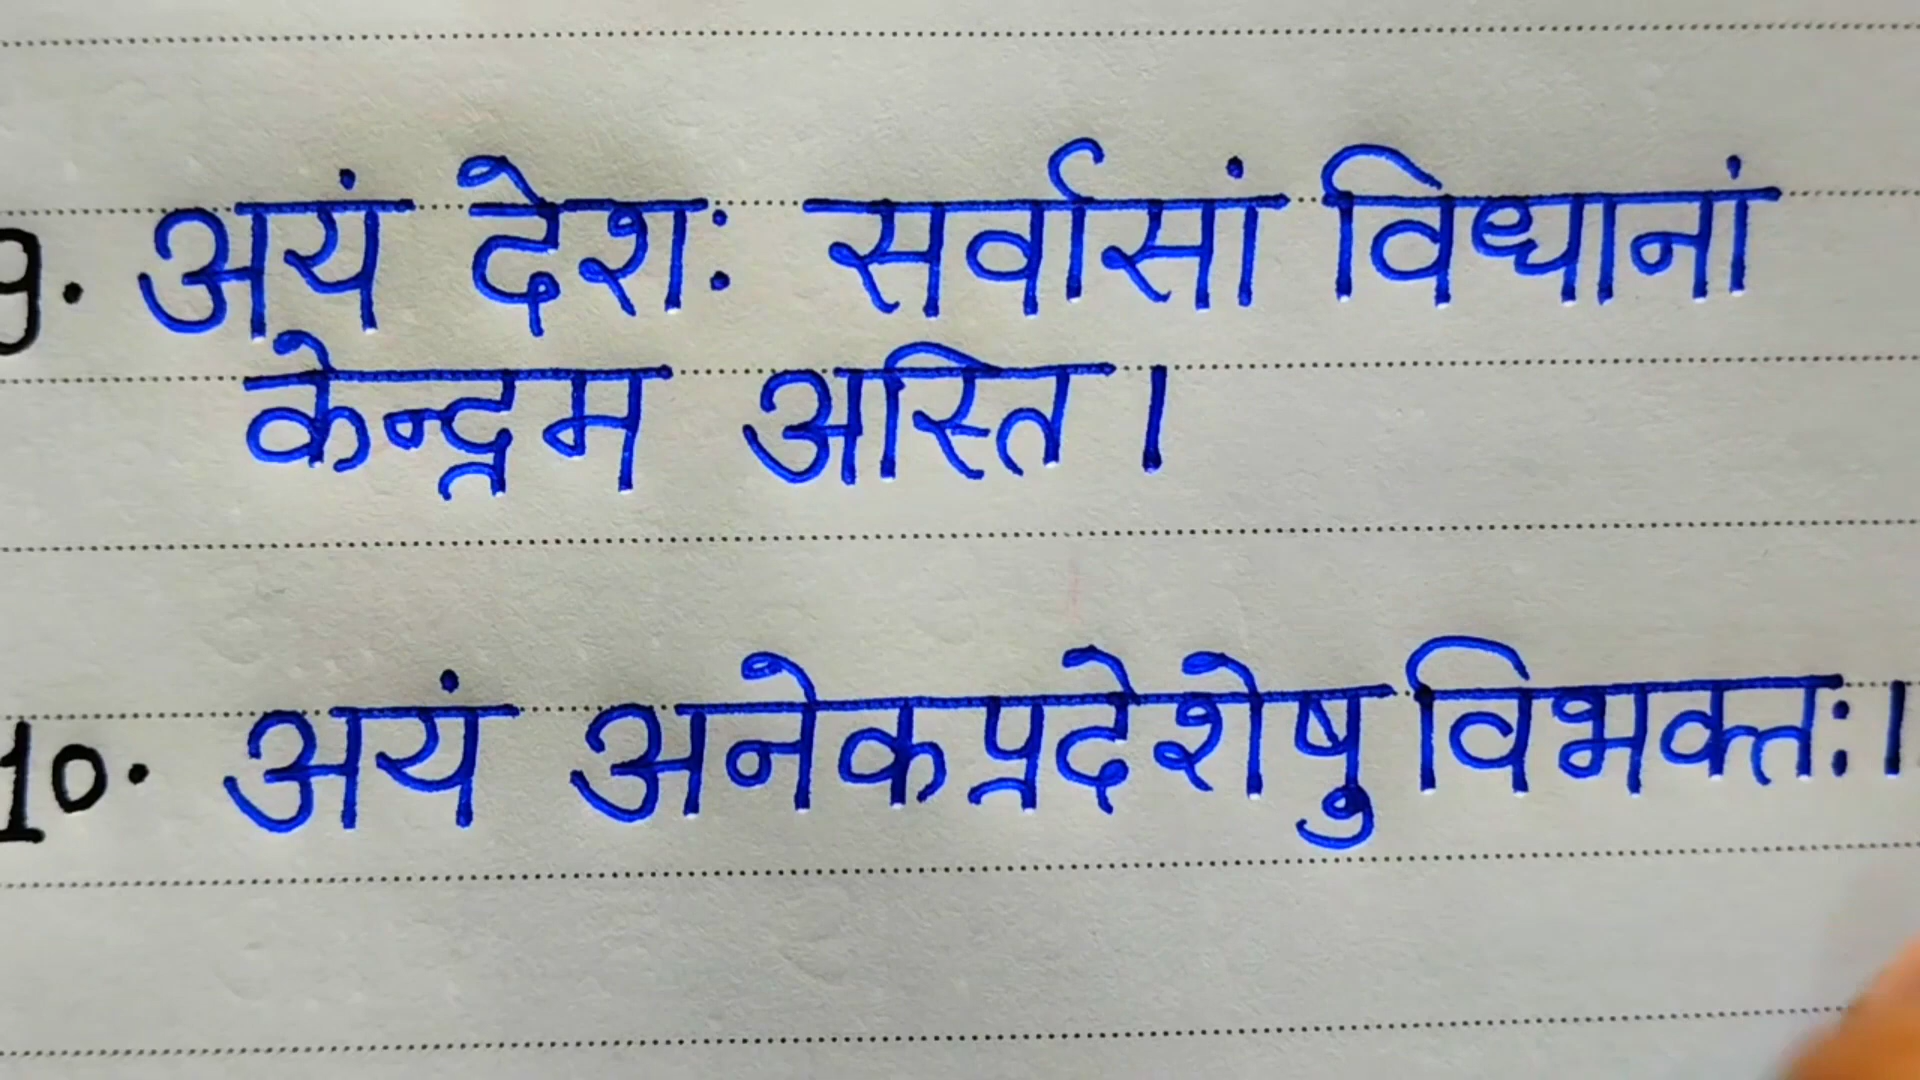 9. अयं देशः सर्वासां विधानां
केन्द्रम अस्ति ।
10. अयं अनेकप्रदेशेषु विभक्तः।